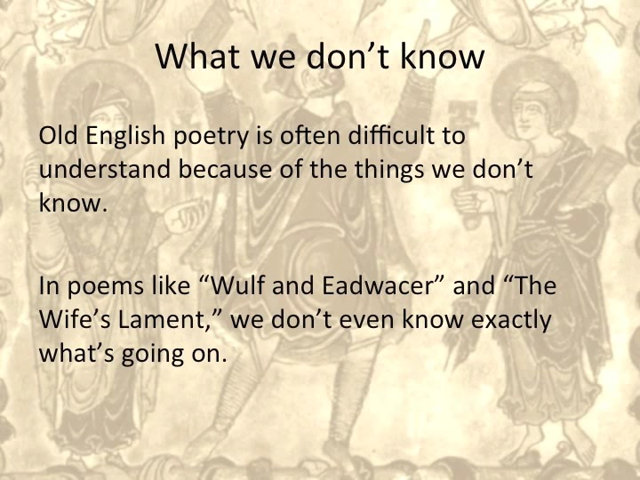 What we don’t know
Old English poetry is often difficult to
understand because of the things we don’t
know.
In poems like “Wulf and Eadwacer” and “The
Wife’s Lament,” we don’t even know exactly
what’s going on.